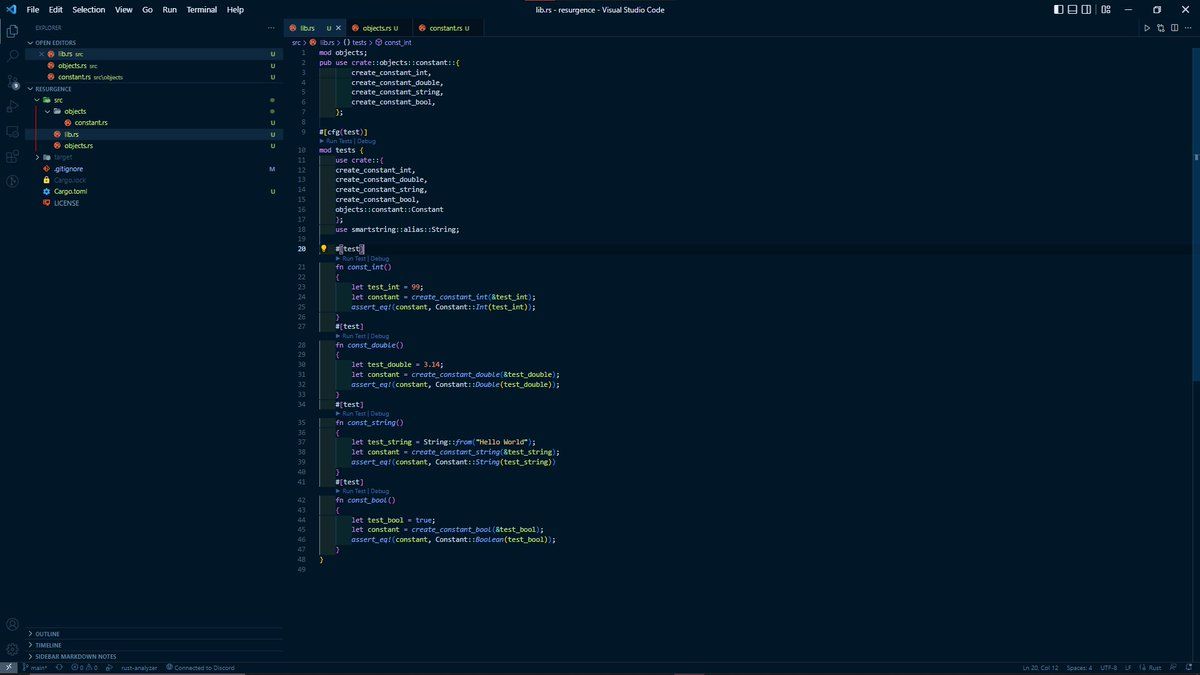 File Edit Selection View Go Run Terminal Help
lib.rs - resurgence - Visual Studio Code
EXPLORER
OPEN EDITORS
lib.rs src U
objects.rs src U
constant.rs src\objects U
RESURGENCE
src
objects
constant.rs U
lib.rs U
objects.rs U
target
.gitignore M
Cargo.lock
Cargo.toml U
LICENSE
OUTLINE
TIMELINE
SIDEBAR MARKDOWN NOTES
lib.rs U objects.rs U constant.rs U
src > lib.rs > {} tests > const_int
1 mod objects;
2 pub use crate::objects::constant::{
3 create_constant_int,
4 create_constant_double,
5 create_constant_string,
6 create_constant_bool,
7 };
8
9 #[cfg(test)]
Run Tests | Debug
10 mod tests {
11 use crate::{
12 create_constant_int,
13 create_constant_double,
14 create_constant_string,
15 create_constant_bool,
16 objects::constant::Constant
17 };
18 use smartstring::alias::String;
19
20 #[test]
Run Test | Debug
21 fn const_int()
22 {
23 let test_int = 99;
24 let constant = create_constant_int(&test_int);
25 assert_eq!(constant, Constant::Int(test_int));
26 }
27 #[test]
Run Test | Debug
28 fn const_double()
29 {
30 let test_double = 3.14;
31 let constant = create_constant_double(&test_double);
32 assert_eq!(constant, Constant::Double(test_double));
33 }
34 #[test]
Run Test | Debug
35 fn const_string()
36 {
37 let test_string = String::from("Hello World");
38 let constant = create_constant_string(&test_string);
39 assert_eq!(constant, Constant::String(test_string))
40 }
41 #[test]
Run Test | Debug
42 fn const_bool()
43 {
44 let test_bool = true;
45 let constant = create_constant_bool(&test_bool);
46 assert_eq!(constant, Constant::Boolean(test_bool));
47 }
48 }
49
main* 0 0 rust-analyzer Connected to Discord Ln 20, Col 12 Spaces: 4 UTF-8 LF Rust